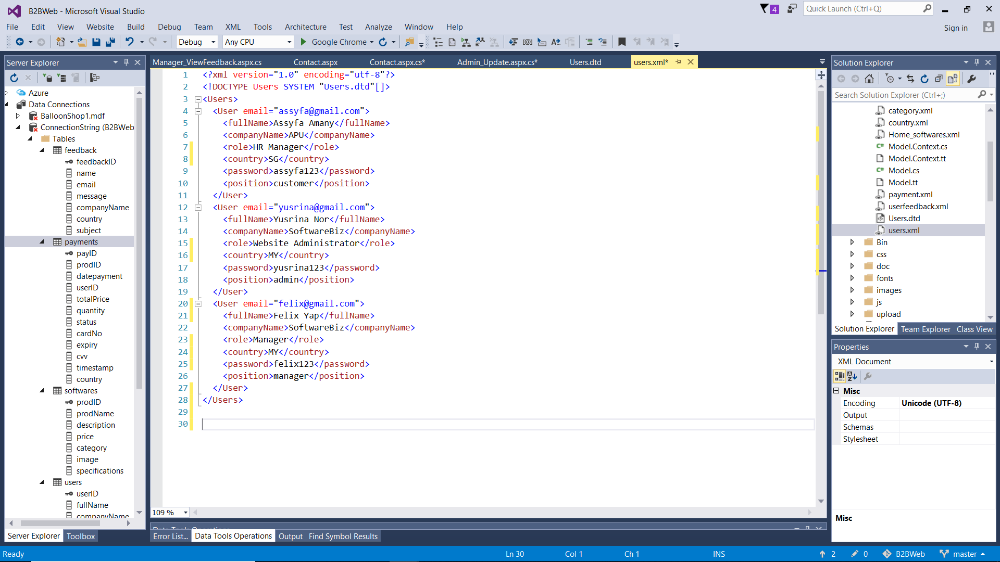 B2BWeb - Microsoft Visual Studio
4
Quick Launch (Ctrl+Q)
File Edit View Website Build Debug Team XML Tools Architecture Test Analyze Window Help
Sign in
Debug Any CPU Google Chrome
Server Explorer
Azure
Data Connections
BalloonShop1.mdf
ConnectionString (B2BWeb
Tables
feedback
feedbackID
name
email
message
companyName
country
subject
payments
payID
prodID
datepayment
userID
totalPrice
quantity
status
cardNo
expiry
cvv
timestamp
country
softwares
prodID
prodName
description
price
category
image
specifications
users
userID
fullName
companyName
Server Explorer Toolbox
Manager_ViewFeedback.aspx.cs Contact.aspx Contact.aspx.cs* Admin_Update.aspx.cs* Users.dtd users.xml*
1 <?xml version="1.0" encoding="utf-8"?>
2 <!DOCTYPE Users SYSTEM "Users.dtd"[]>
3 <Users>
4 <User email="assyfa@gmail.com">
5 <fullName>Assyfa Amany</fullName>
6 <companyName>APU</companyName>
7 <role>HR Manager</role>
8 <country>SG</country>
9 <password>assyfa123</password>
10 <position>customer</position>
11 </User>
12 <User email="yusrina@gmail.com">
13 <fullName>Yusrina Nor</fullName>
14 <companyName>SoftwareBiz</companyName>
15 <role>Website Administrator</role>
16 <country>MY</country>
17 <password>yusrina123</password>
18 <position>admin</position>
19 </User>
20 <User email="felix@gmail.com">
21 <fullName>Felix Yap</fullName>
22 <companyName>SoftwareBiz</companyName>
23 <role>Manager</role>
24 <country>MY</country>
25 <password>felix123</password>
26 <position>manager</position>
27 </User>
28 </Users>
29
30
109 %
Data Tools Operations
Error List... Data Tools Operations Output Find Symbol Results
Solution Explorer
Search Solution Explorer (Ctrl+;)
category.xml
country.xml
Home_softwares.xml
Model.Context.cs
Model.Context.tt
Model.cs
Model.tt
payment.xml
userfeedback.xml
Users.dtd
users.xml
Bin
css
doc
fonts
images
js
upload
Solution Explorer Team Explorer Class View
Properties
XML Document
Misc
Encoding Unicode (UTF-8)
Output
Schemas
Stylesheet
Misc
Ready Ln 30 Col 1 Ch 1 INS 2 0 B2BWeb master